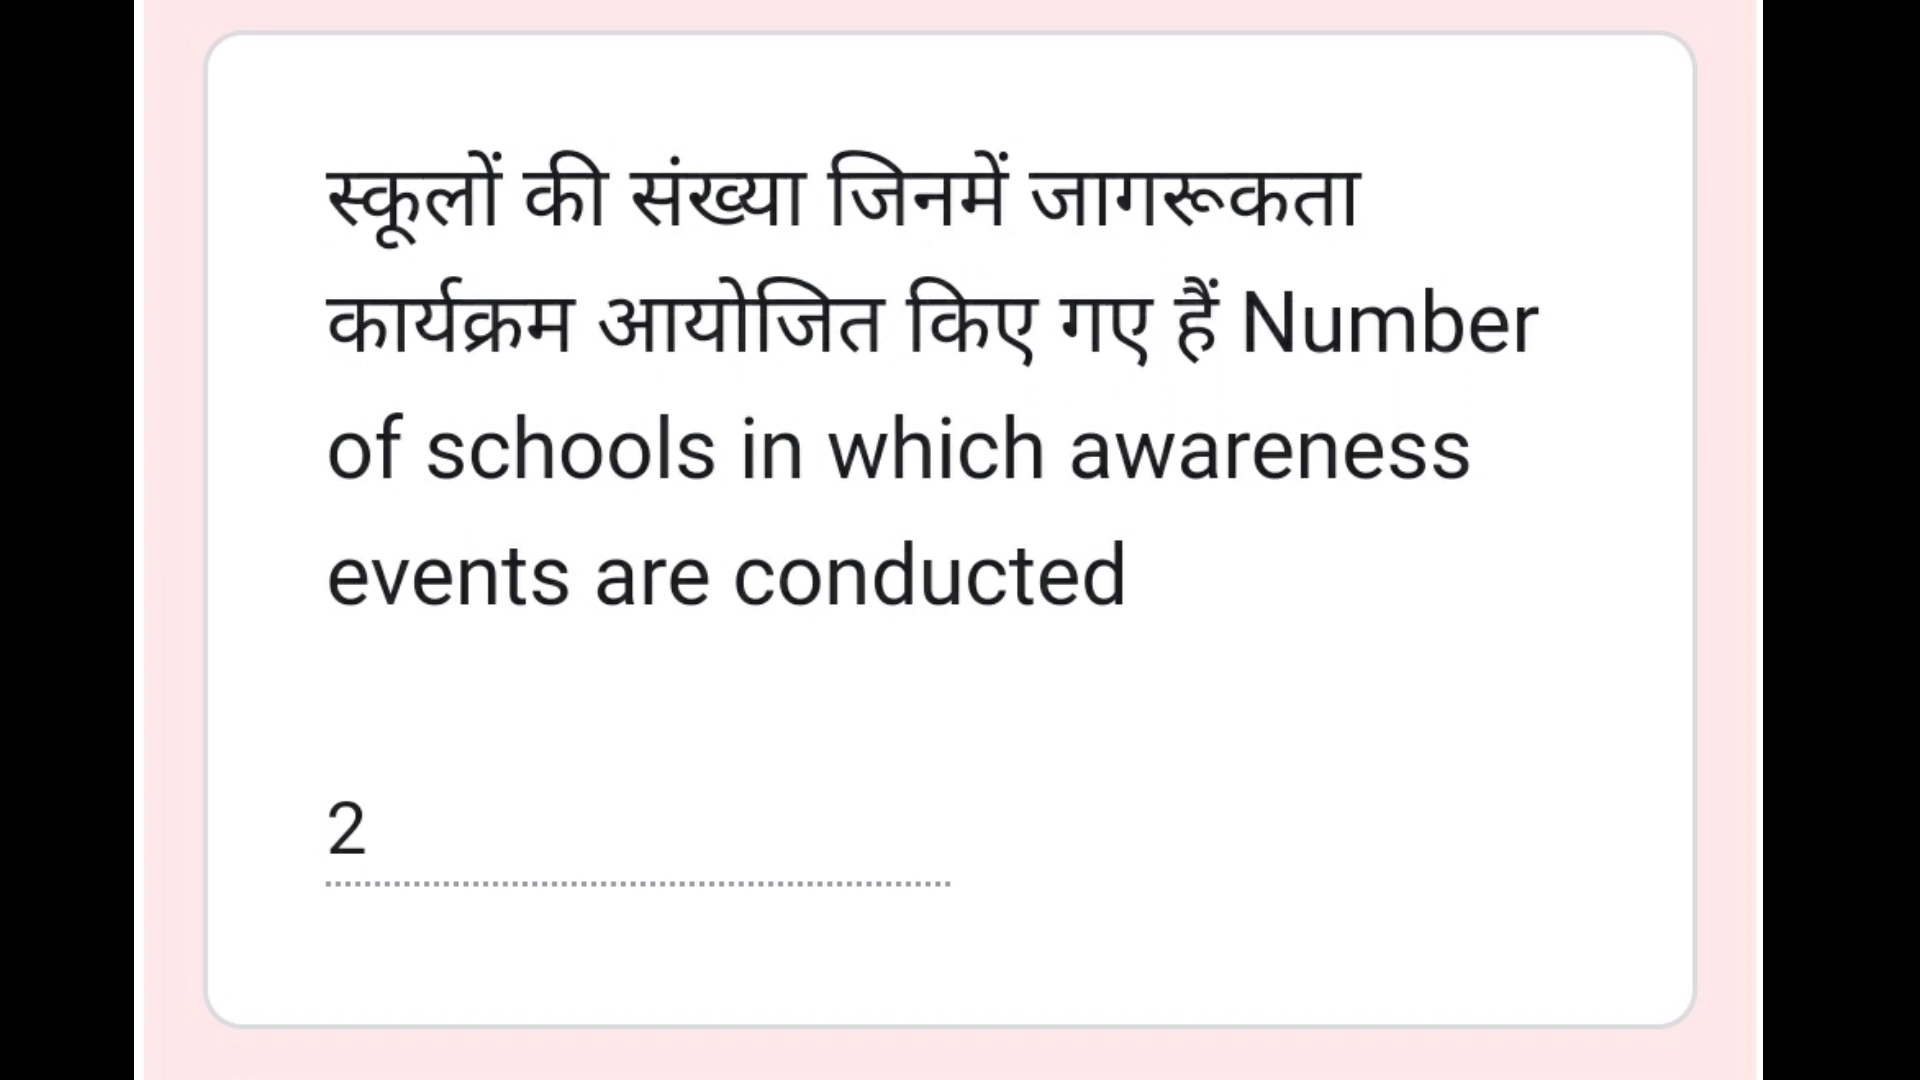 स्कूलों की संख्या जिनमें जागरूकता
कार्यक्रम आयोजित किए गए हैं Number
of schools in which awareness
events are conducted
2